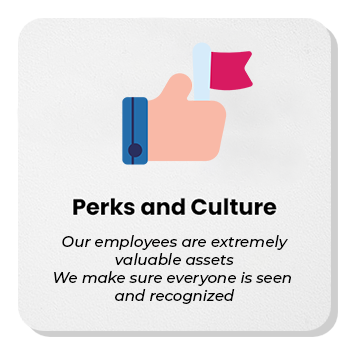 Perks and Culture
Our employees are extremely
valuable assets
We make sure everyone is seen
and recognized